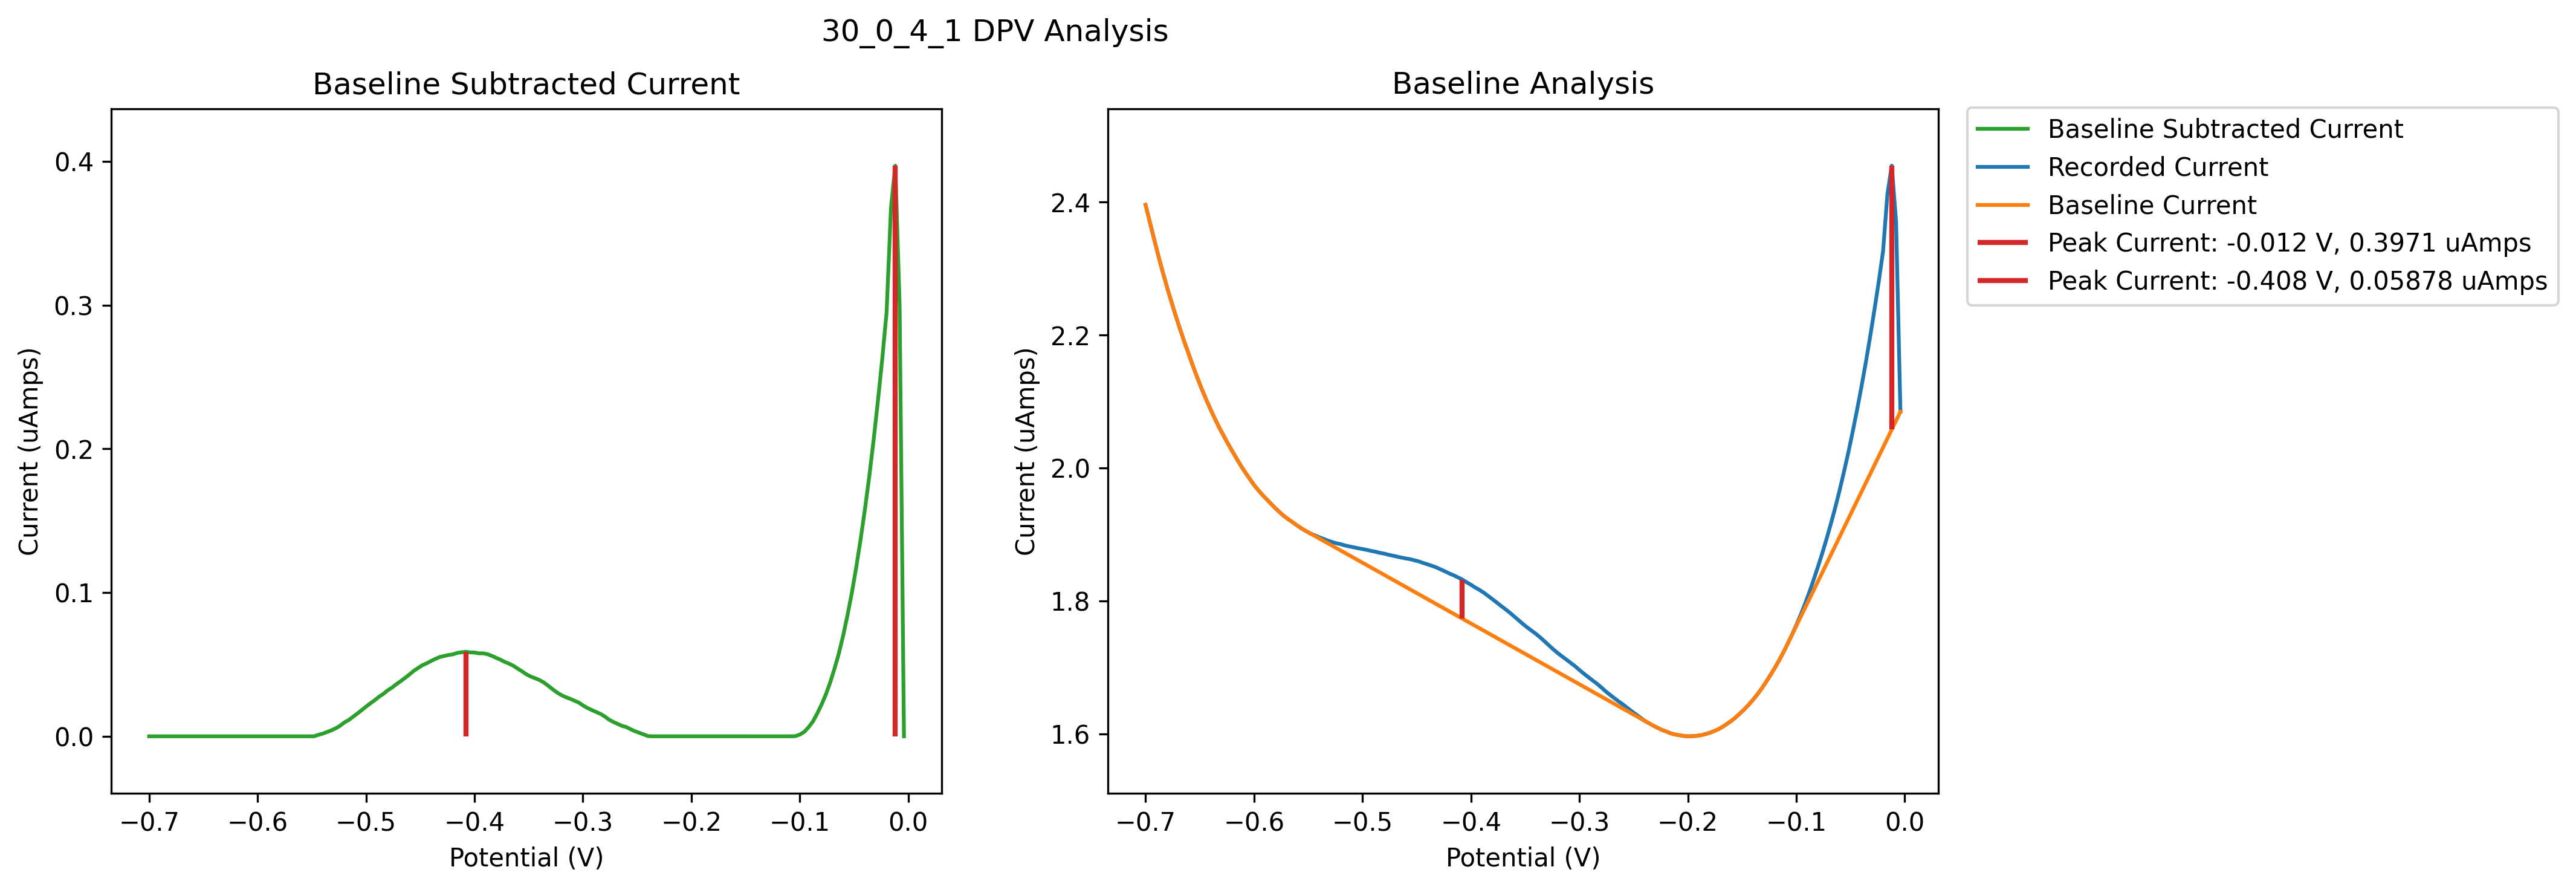 30_0_4_1 DPV Analysis
Baseline Subtracted Current
Current (uAmps)
0.4
0.3
0.2
0.1
0.0
−0.7 −0.6 −0.5 −0.4 −0.3 −0.2 −0.1 0.0
Potential (V)
Baseline Analysis
Current (uAmps)
2.4
2.2
2.0
1.8
1.6
−0.7 −0.6 −0.5 −0.4 −0.3 −0.2 −0.1 0.0
Potential (V)
Baseline Subtracted Current
Recorded Current
Baseline Current
Peak Current: -0.012 V, 0.3971 uAmps
Peak Current: -0.408 V, 0.05878 uAmps